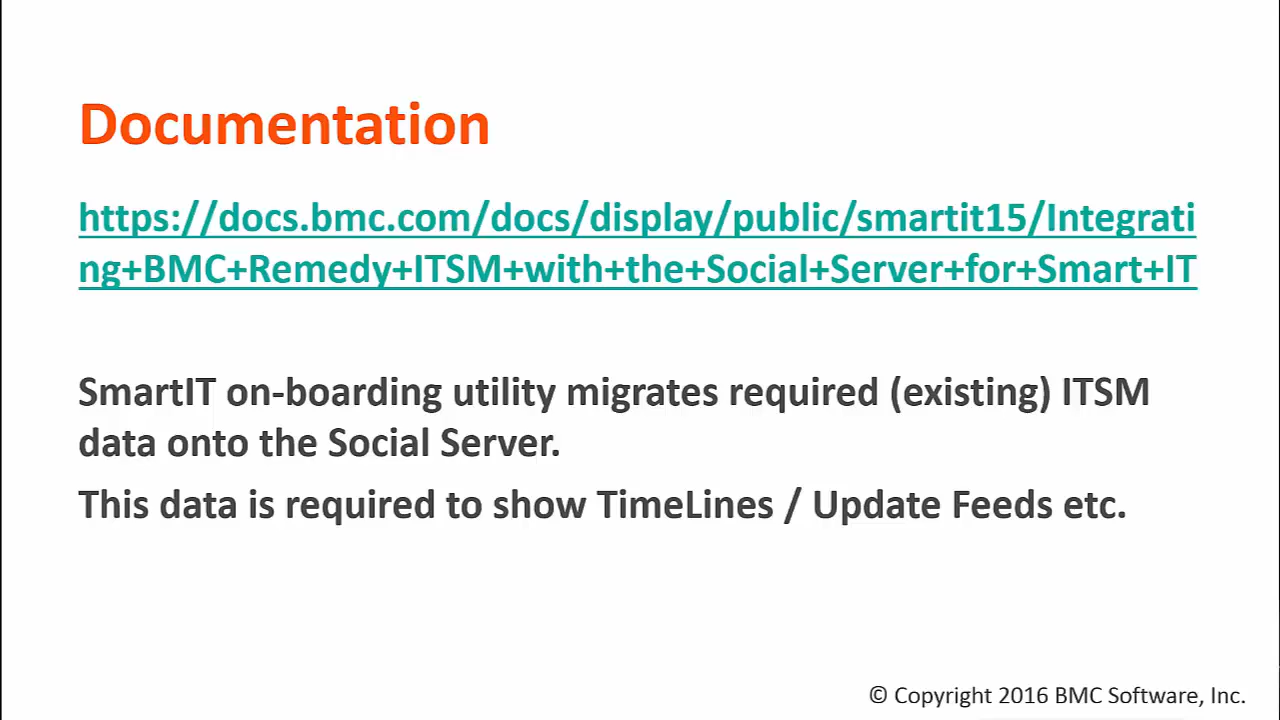 Documentation
https://docs.bmc.com/docs/display/public/smartit15/Integrati
ng+BMC+Remedy+ITSM+with+the+Social+Server+for+Smart+IT
SmartIT on-boarding utility migrates required (existing) ITSM
data onto the Social Server.
This data is required to show TimeLines / Update Feeds etc.
© Copyright 2016 BMC Software, Inc.